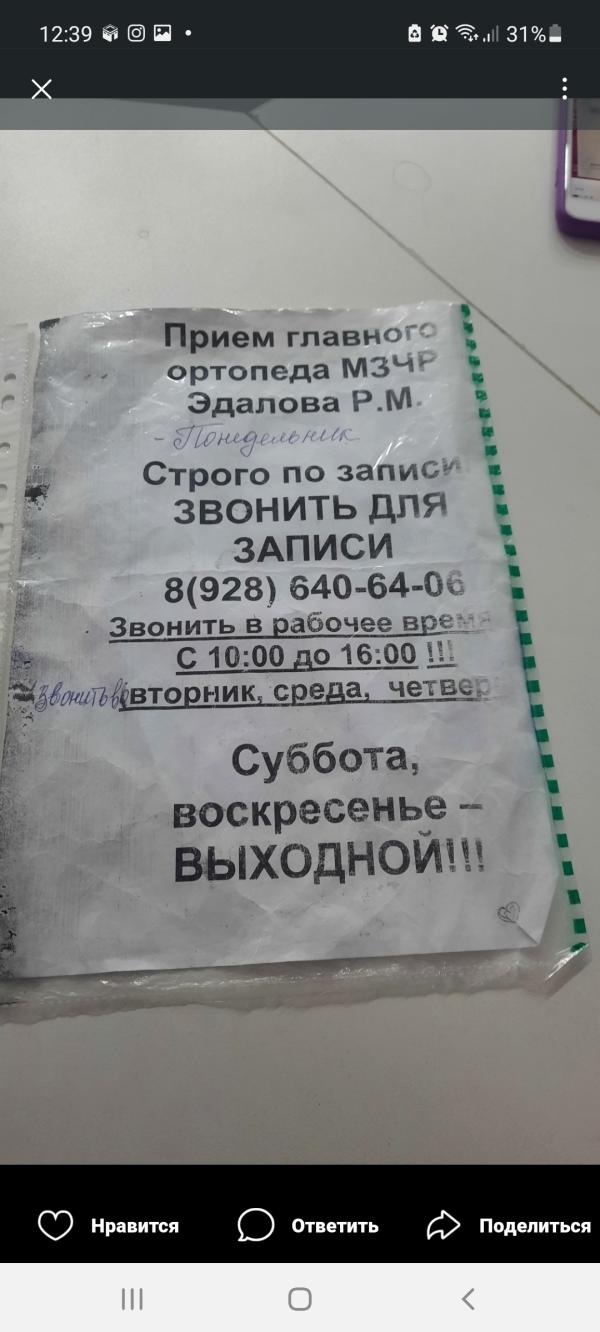 12:39
31%
Прием главного
ортопеда МЗЧР
Эдалова Р.М.
- Понедельник
Строго по записи
ЗВОНИТЬ ДЛЯ
ЗАПИСИ
8(928) 640-64-06
Звонить в рабочее время
С 10:00 до 16:00 !!!
Звонить во вторник, среда, четвер
Суббота,
воскресенье –
ВЫХОДНОЙ!!!
Нравится Ответить Поделиться